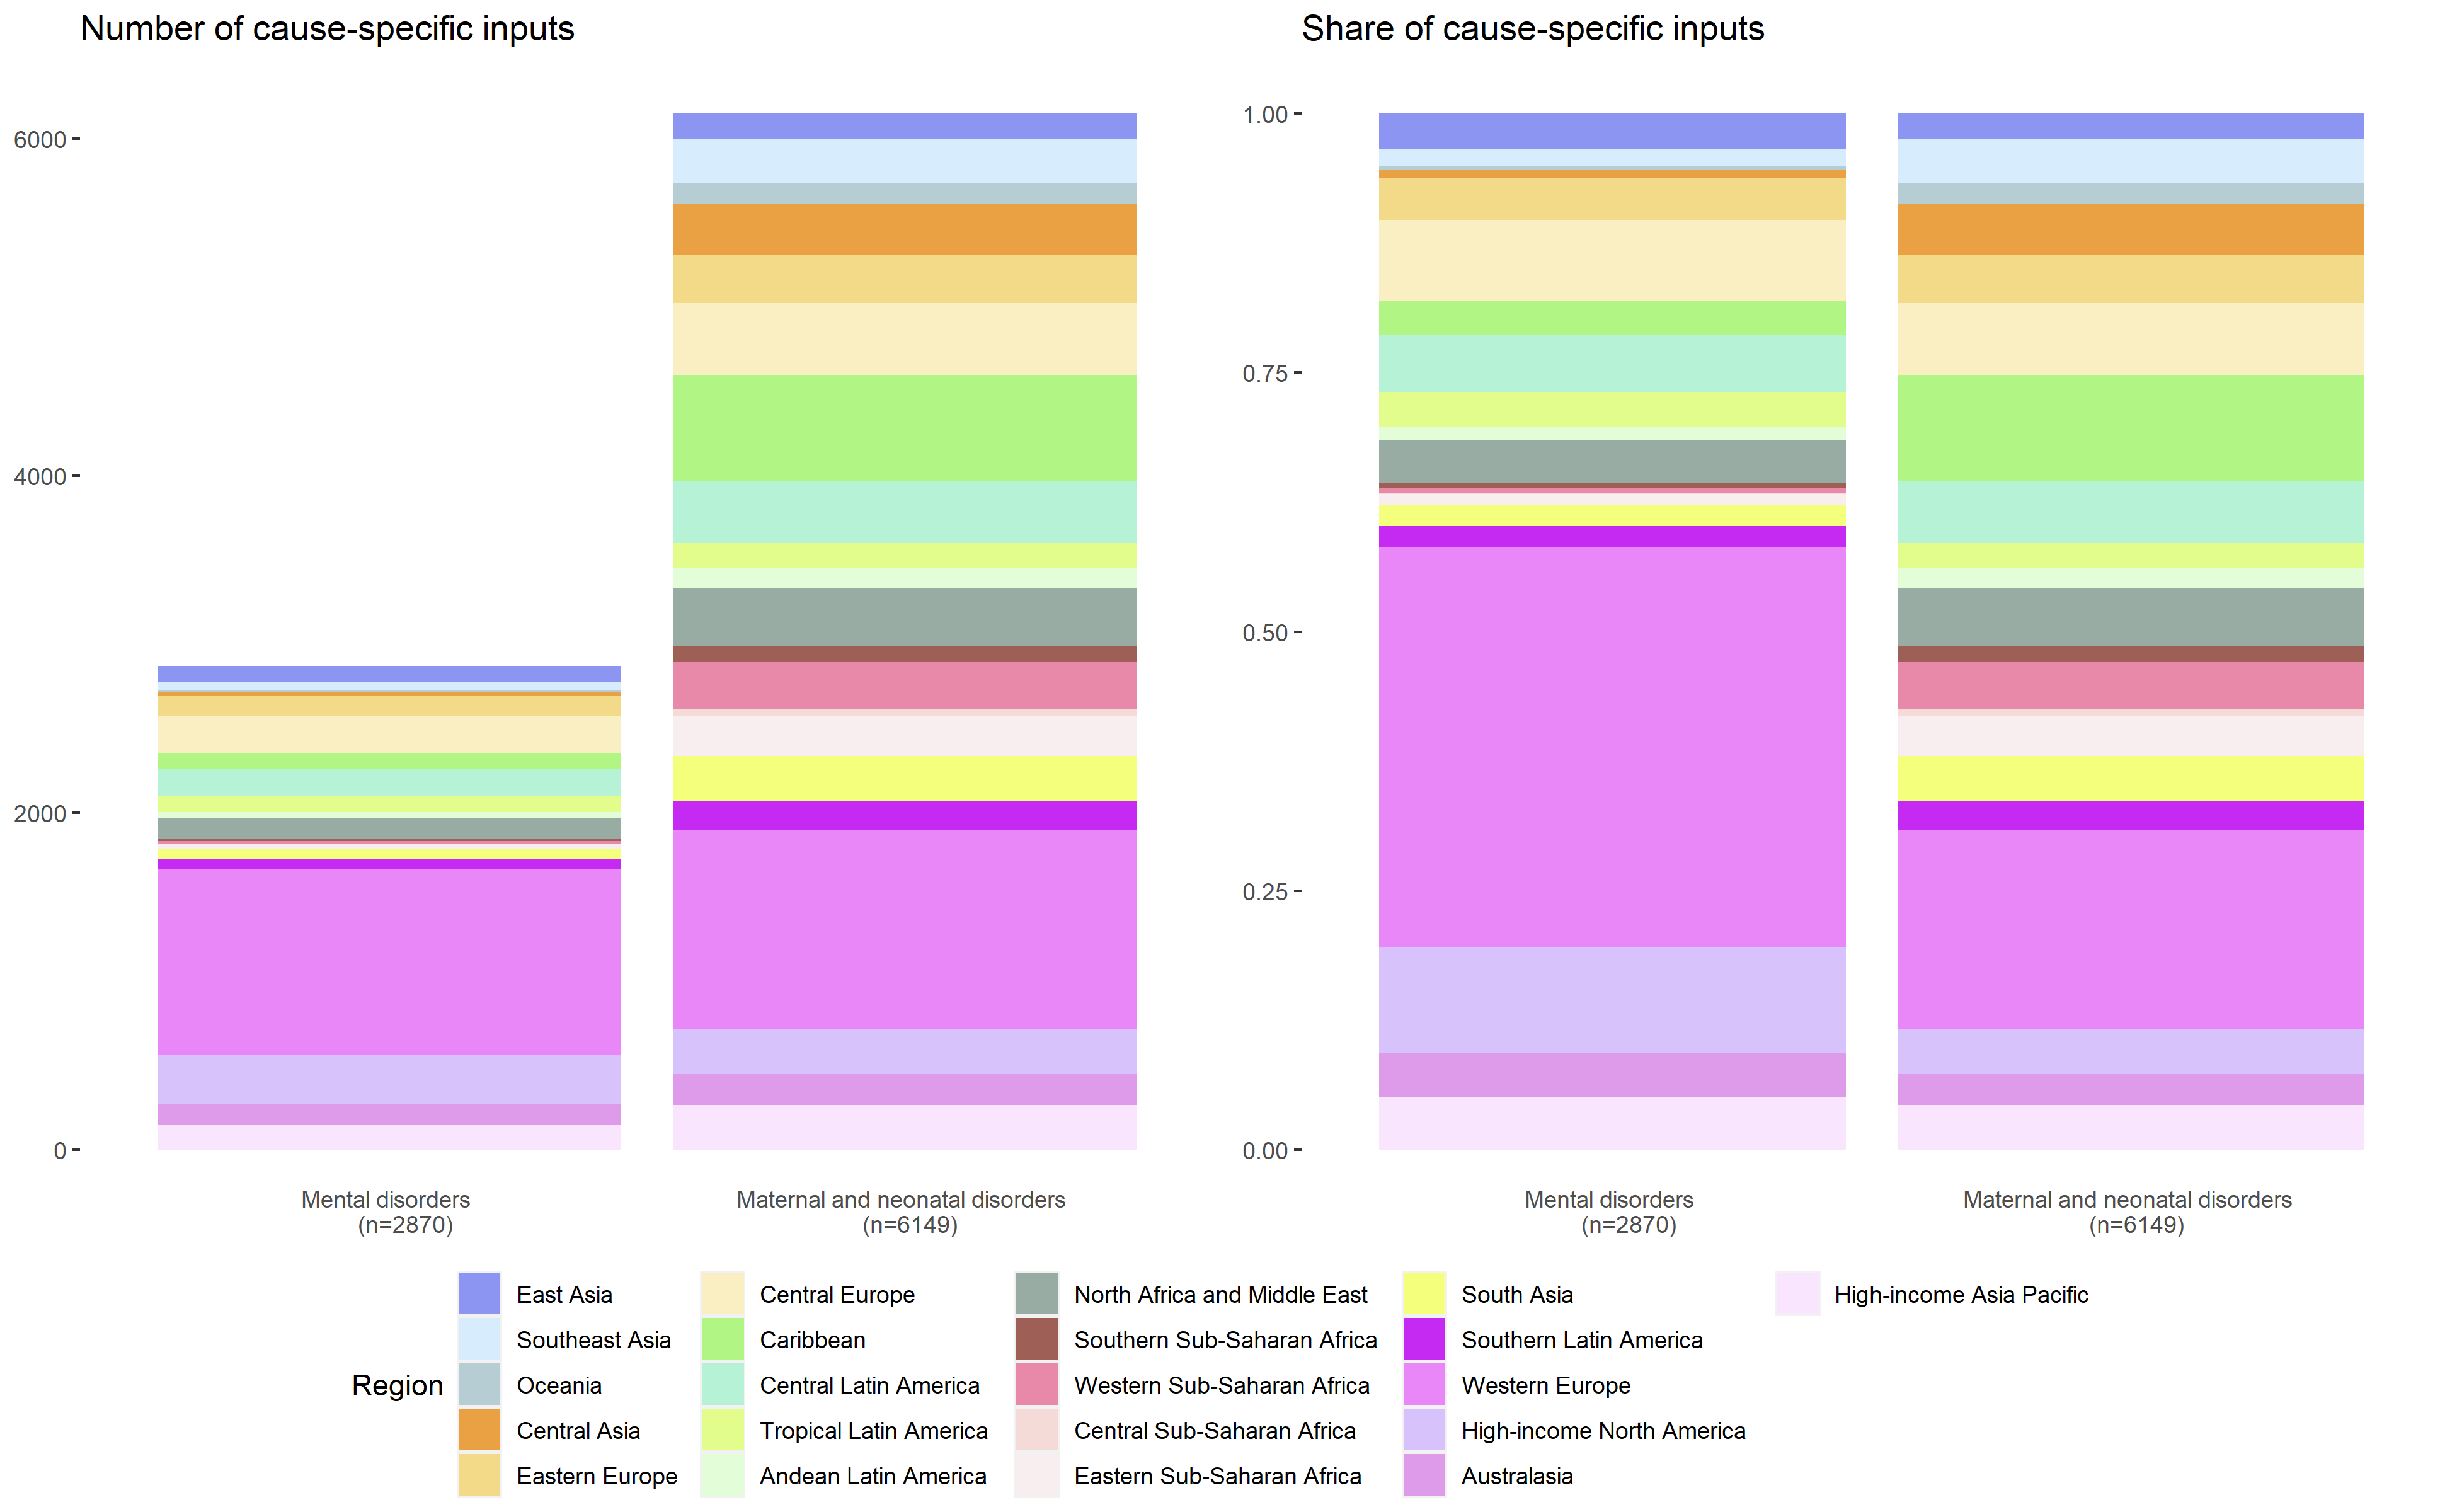 Number of cause-specific inputs
Share of cause-specific inputs
6000
4000
2000
0
1.00
0.75
0.50
0.25
0.00
Mental disorders
(n=2870)
Maternal and neonatal disorders
(n=6149)
Mental disorders
(n=2870)
Maternal and neonatal disorders
(n=6149)
Region
East Asia
Southeast Asia
Oceania
Central Asia
Eastern Europe
Central Europe
Caribbean
Central Latin America
Tropical Latin America
Andean Latin America
North Africa and Middle East
Southern Sub-Saharan Africa
Western Sub-Saharan Africa
Central Sub-Saharan Africa
Eastern Sub-Saharan Africa
South Asia
Southern Latin America
Western Europe
High-income North America
Australasia
High-income Asia Pacific